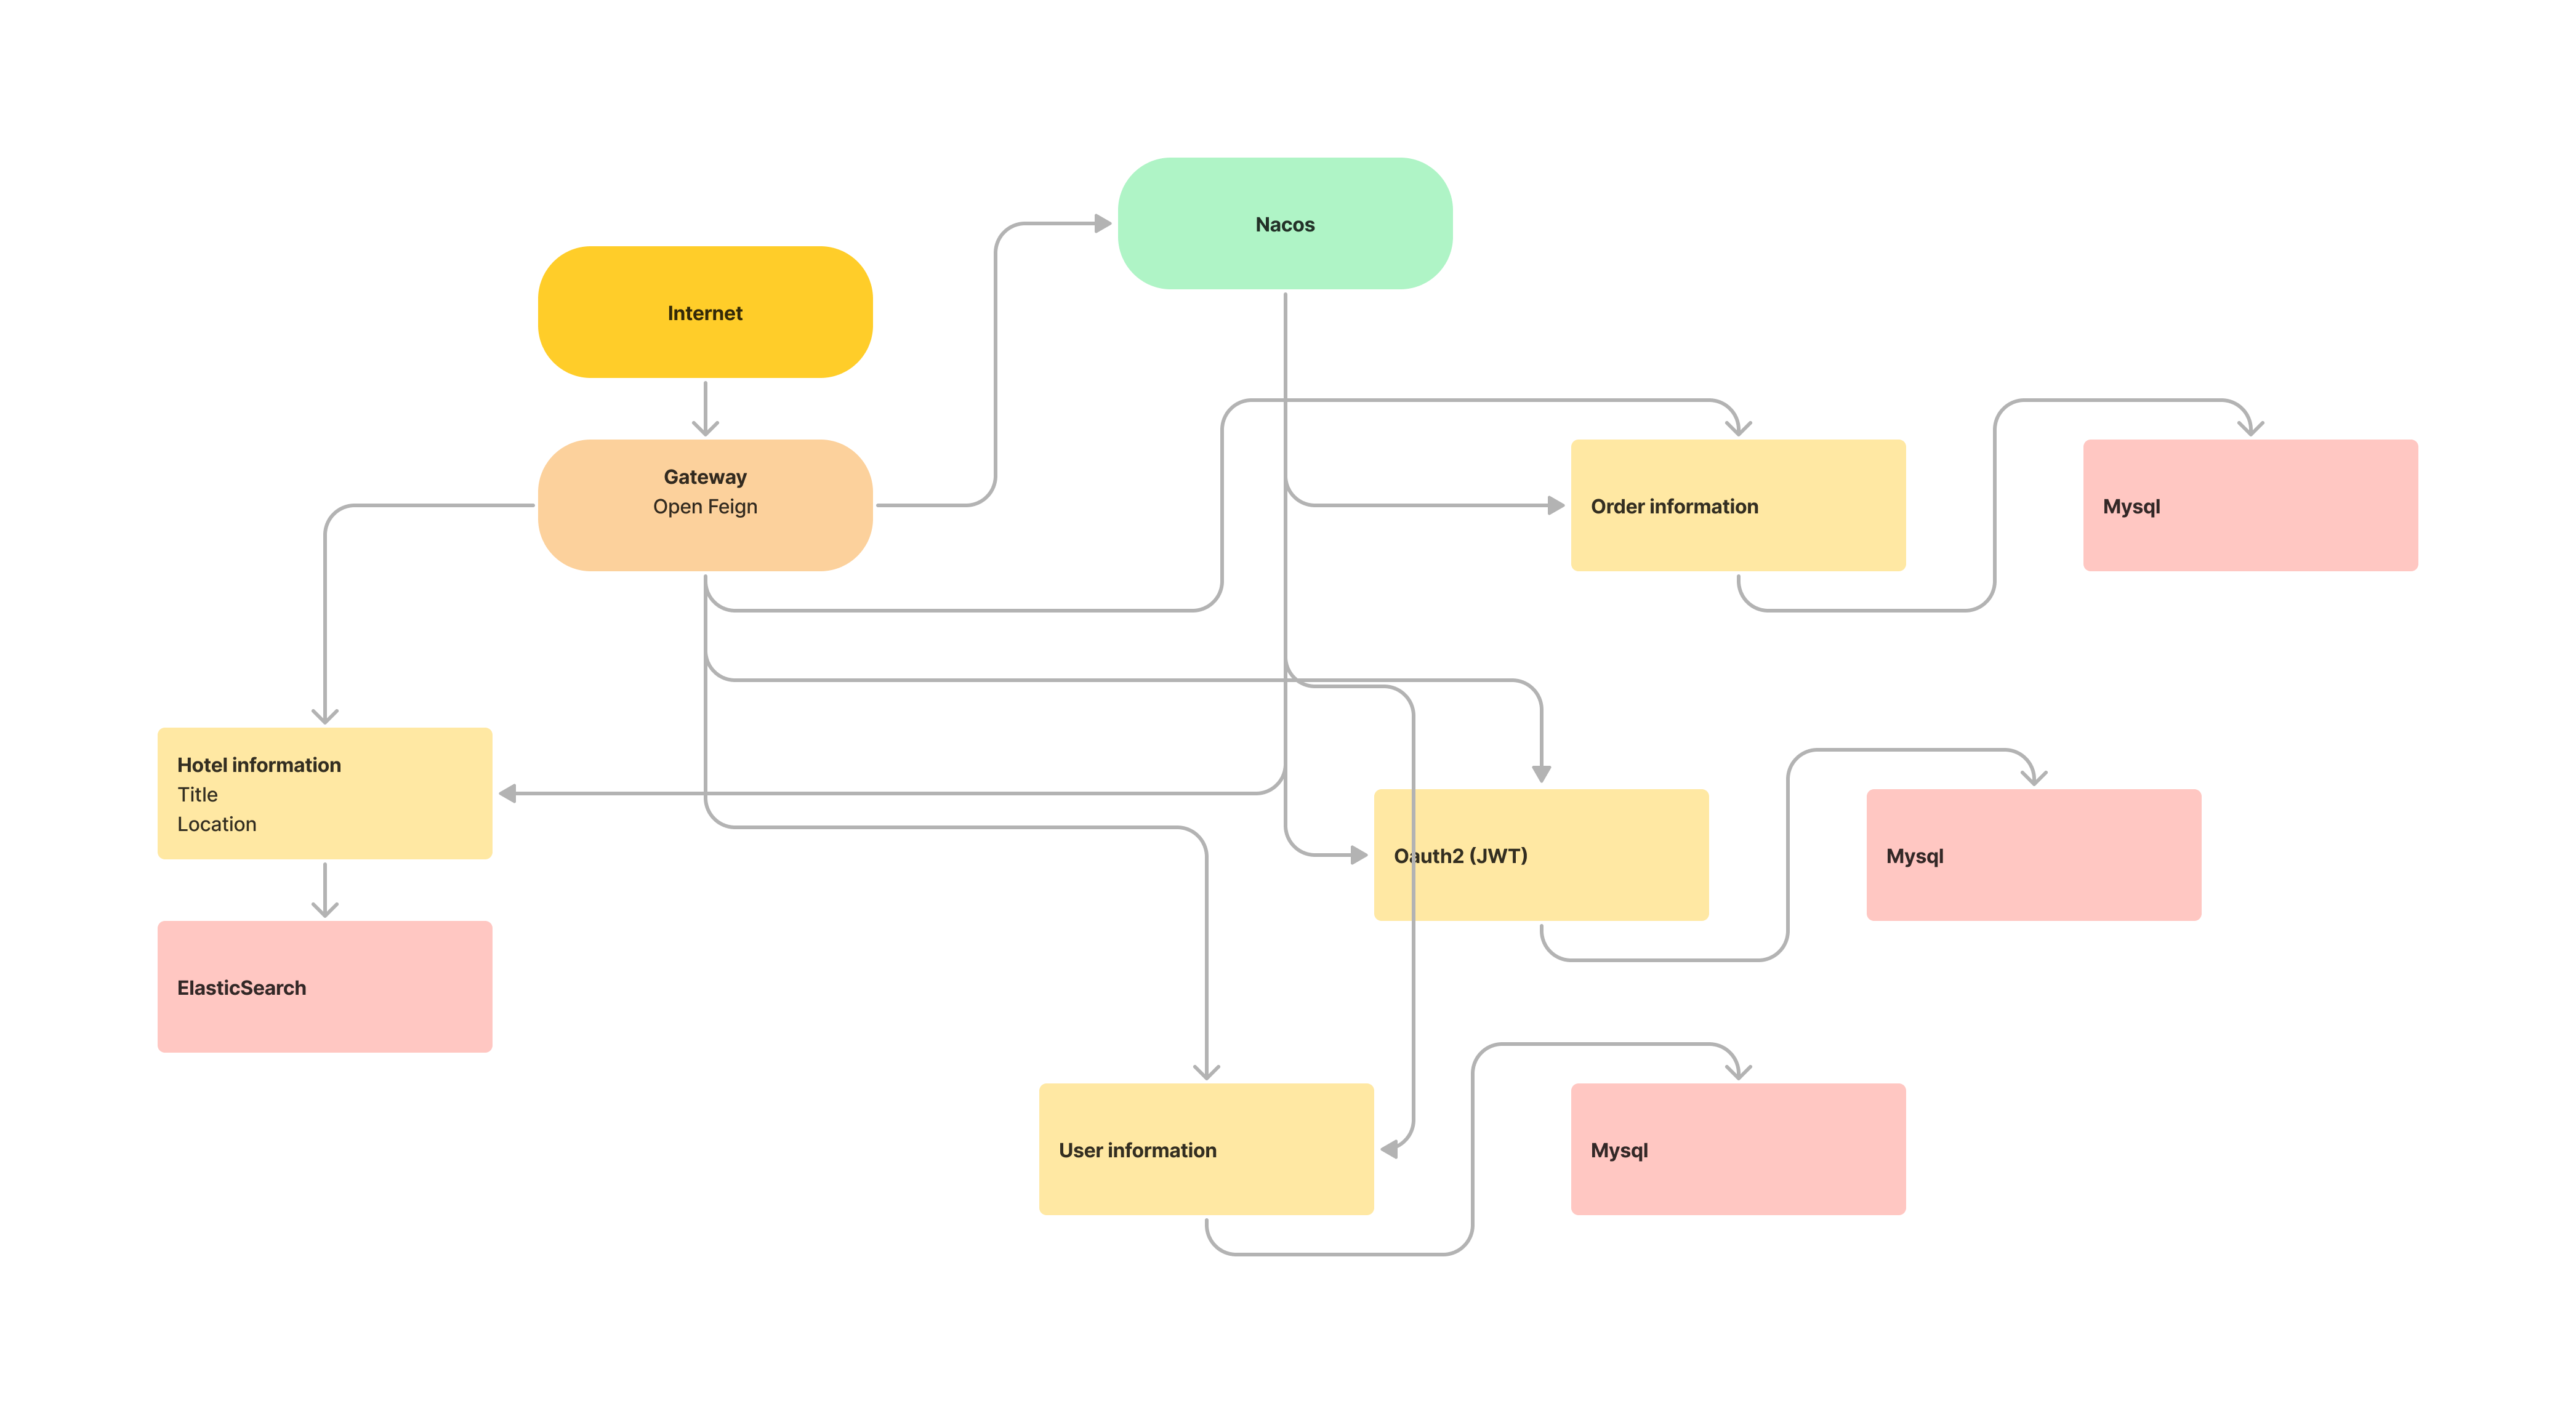 Nacos
Internet
Gateway
Open Feign
Order information
Mysql
Hotel information
Title
Location
Oauth2 (JWT)
Mysql
ElasticSearch
User information
Mysql